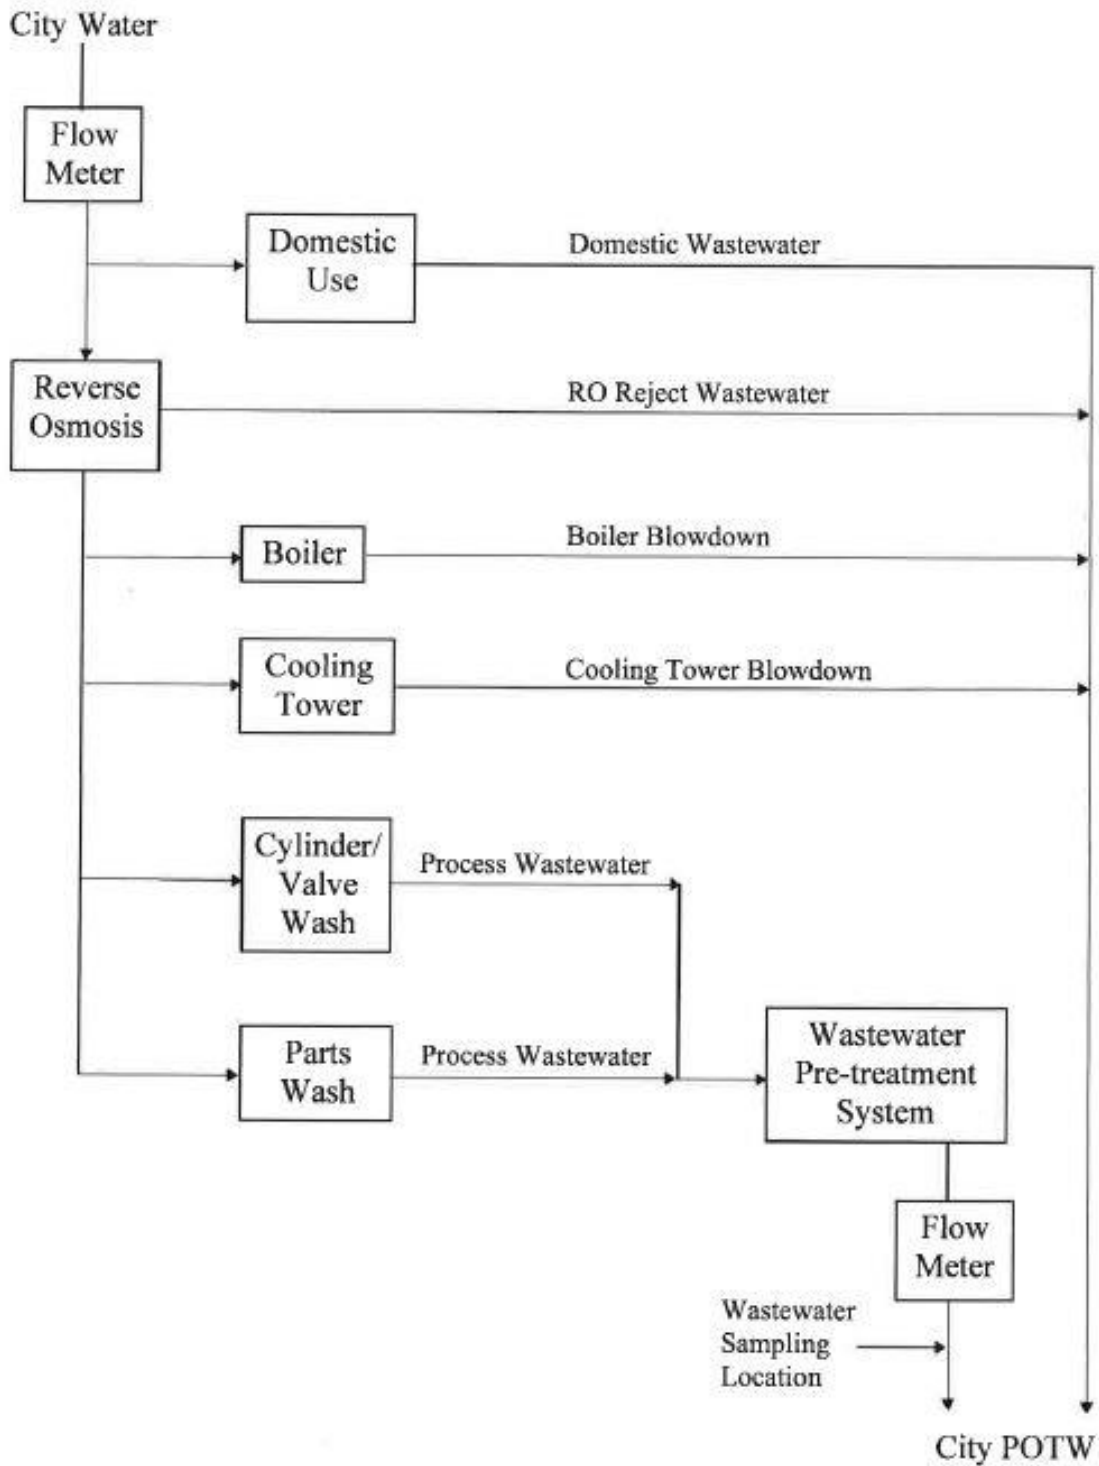 City Water
Flow
Meter
Domestic
Use
Domestic Wastewater
Reverse
Osmosis
RO Reject Wastewater
Boiler
Boiler Blowdown
Cooling
Tower
Cooling Tower Blowdown
Cylinder/
Valve
Wash
Process Wastewater
Parts
Wash
Process Wastewater
Wastewater
Pre-treatment
System
Flow
Meter
Wastewater
Sampling
Location
City POTW